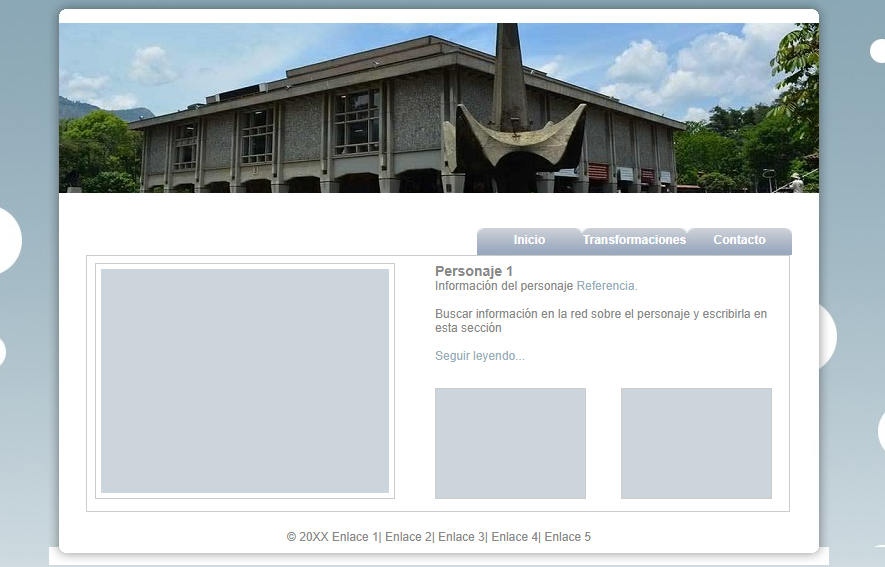 Inicio Transformaciones Contacto
Personaje 1
Información del personaje Referencia.
Buscar información en la red sobre el personaje y escribirla en
esta sección
Seguir leyendo...
© 20XX Enlace 1| Enlace 2| Enlace 3| Enlace 4| Enlace 5